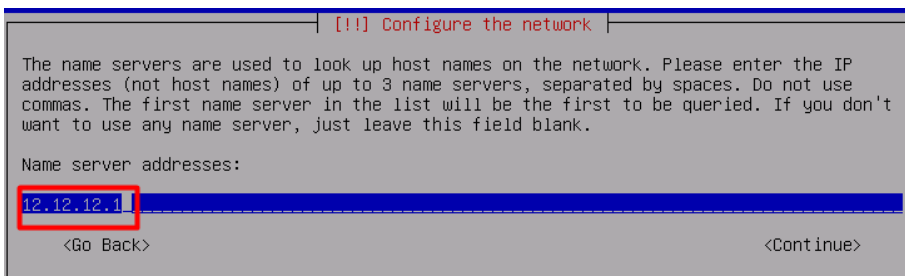 [!!] Configure the network
The name servers are used to look up host names on the network. Please enter the IP
addresses (not host names) of up to 3 name servers, separated by spaces. Do not use
commas. The first name server in the list will be the first to be queried. If you don't
want to use any name server, just leave this field blank.
Name server addresses:
12.12.12.1
<Go Back> <Continue>